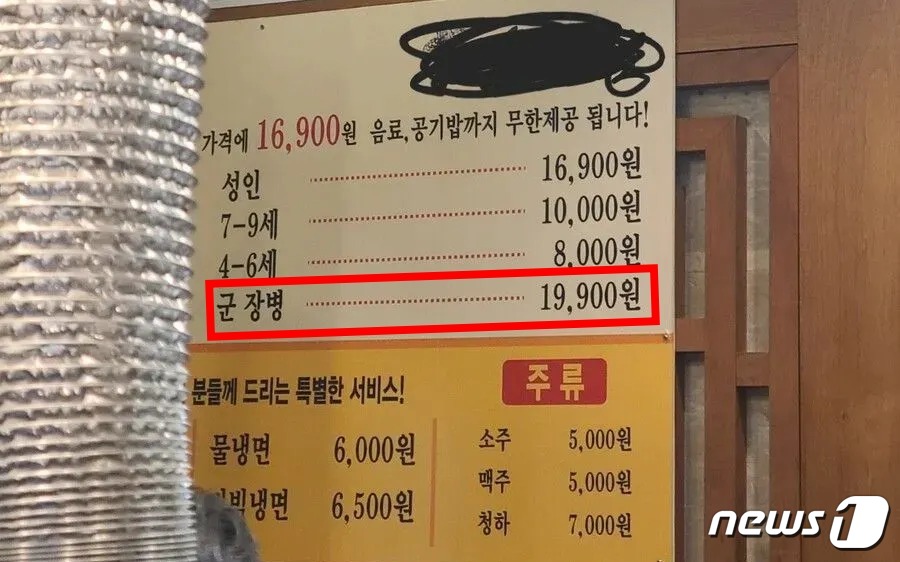 가격에 16,900원 음료,공기밥까지 무한제공 됩니다!
성인 16,900원
7-9세 10,000원
4-6세 8,000원
군 장병 19,900원
분들께 드리는 특별한 서비스!
물냉면 6,000원
빔냉면 6,500원
주류
소주 5,000원
맥주 5,000원
청하 7,000원
news1